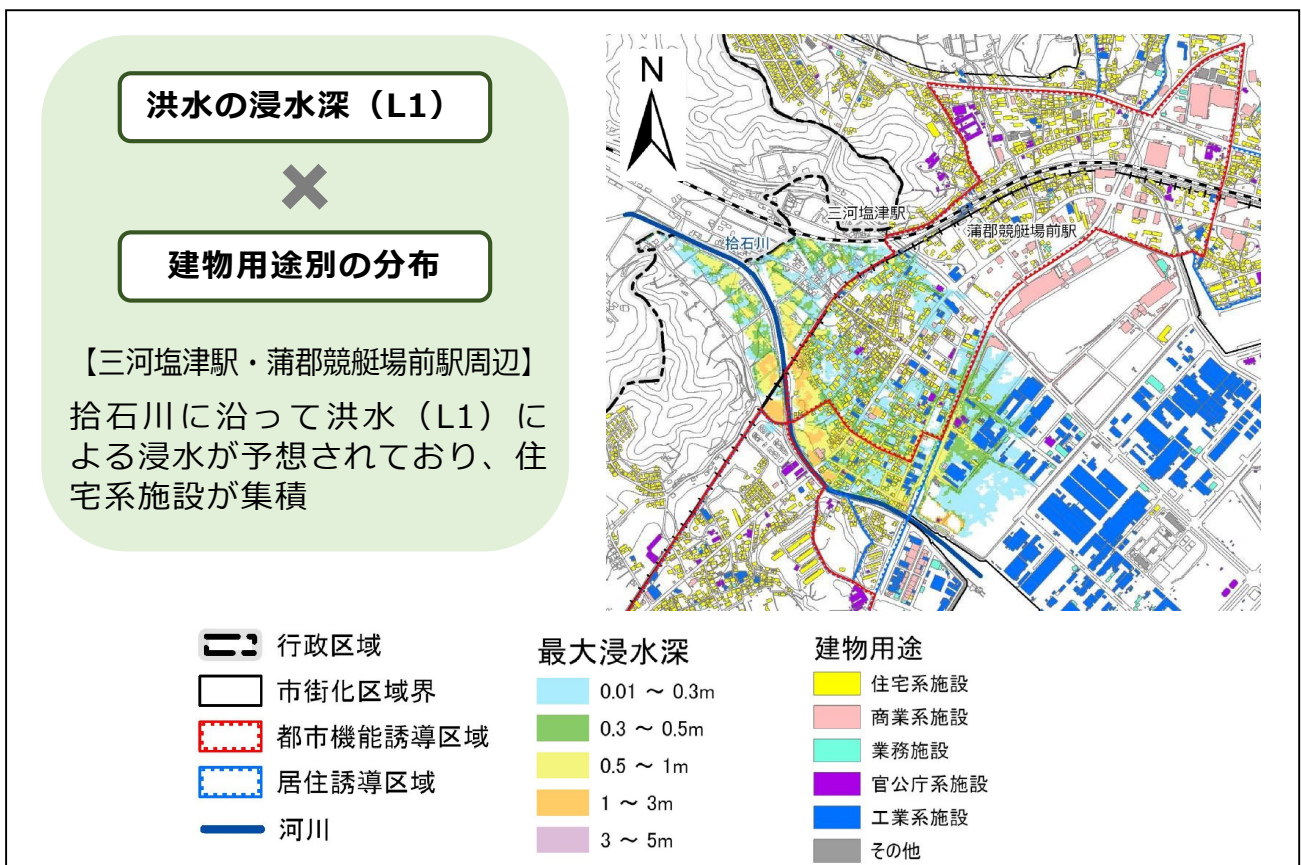 洪水の浸水深（L1）
×
建物用途別の分布
【三河塩津駅・蒲郡競艇場前駅周辺】
拾石川に沿って洪水（L1）に
よる浸水が予想されており、住
宅系施設が集積
N
三河塩津駅
拾石川
蒲郡競艇場前駅
行政区域
市街化区域界
都市機能誘導区域
居住誘導区域
河川
最大浸水深
0.01 ～ 0.3m
0.3 ～ 0.5m
0.5 ～ 1m
1 ～ 3m
3 ～ 5m
建物用途
住宅系施設
商業系施設
業務施設
官公庁系施設
工業系施設
その他